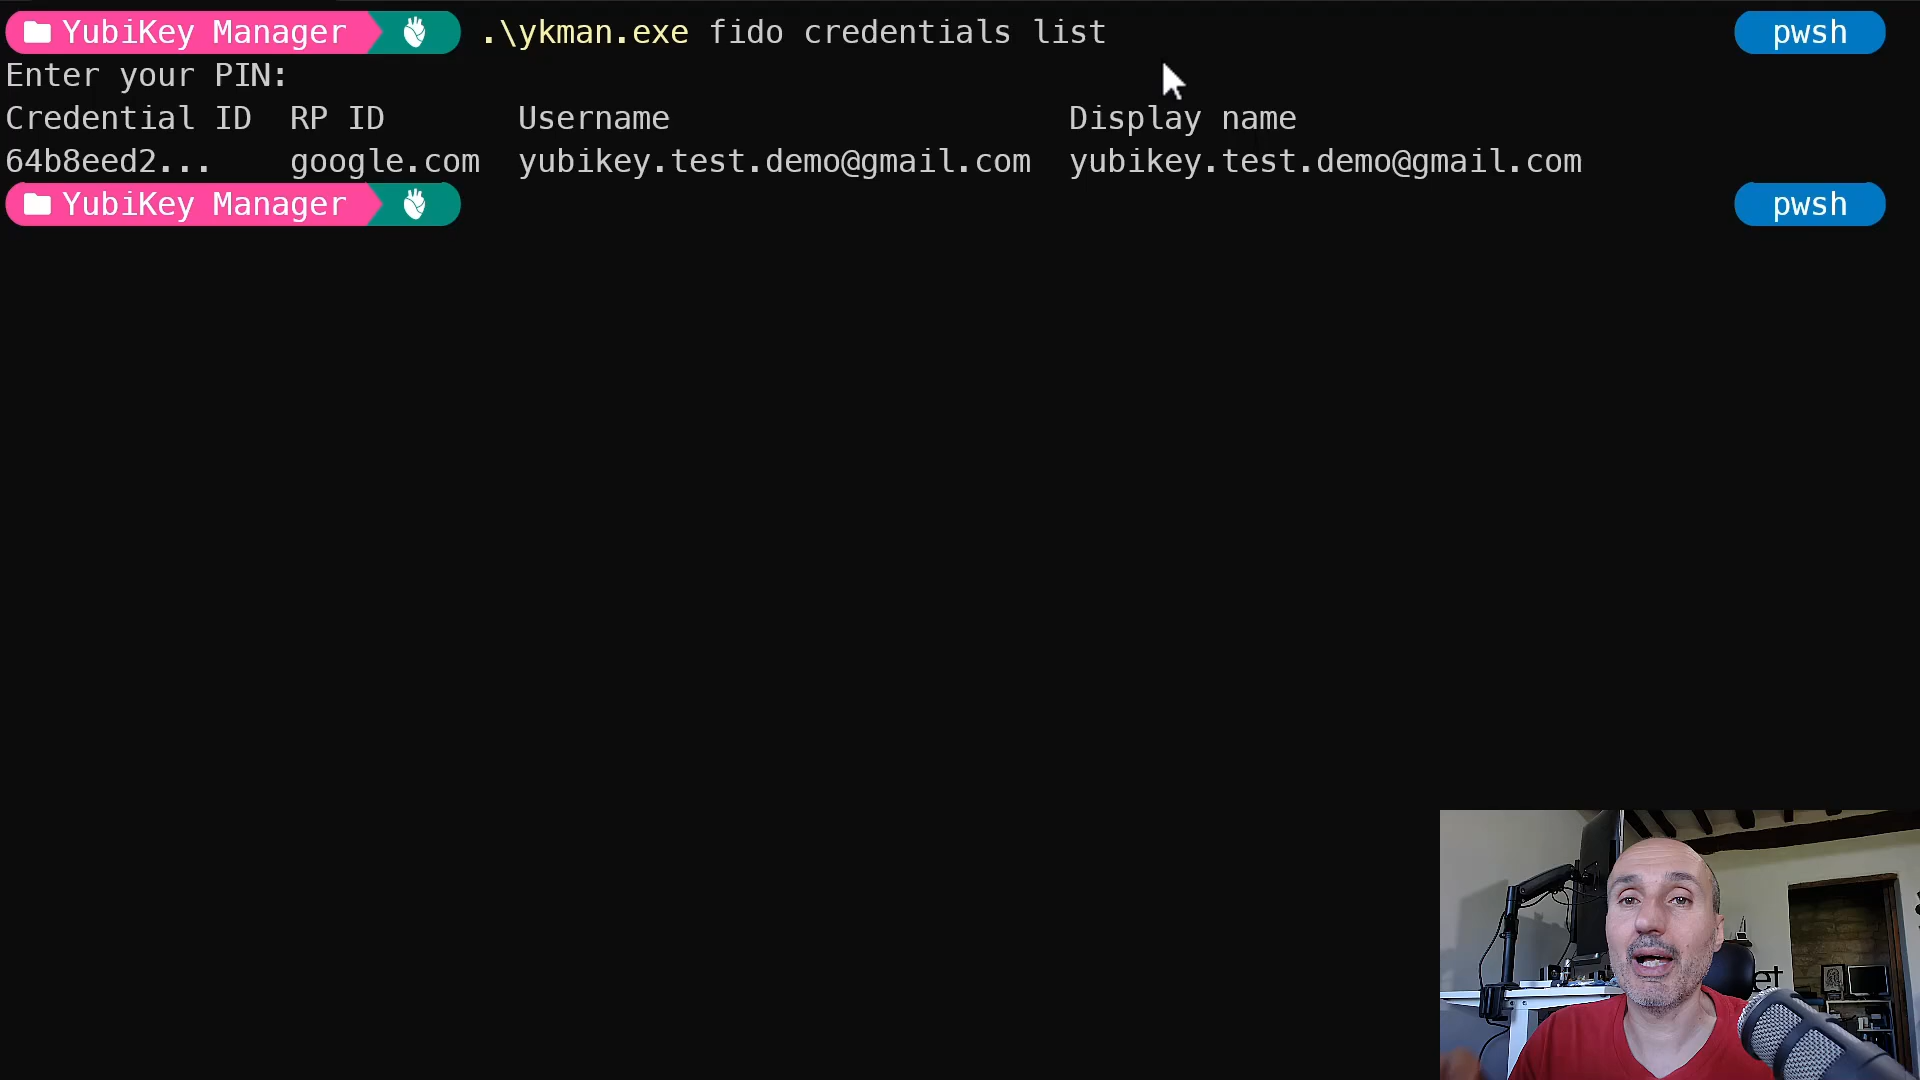 YubiKey Manager .\ykman.exe fido credentials list pwsh
Enter your PIN:
Credential ID RP ID Username Display name
64b8eed2... google.com yubikey.test.demo@gmail.com yubikey.test.demo@gmail.com
YubiKey Manager pwsh
et